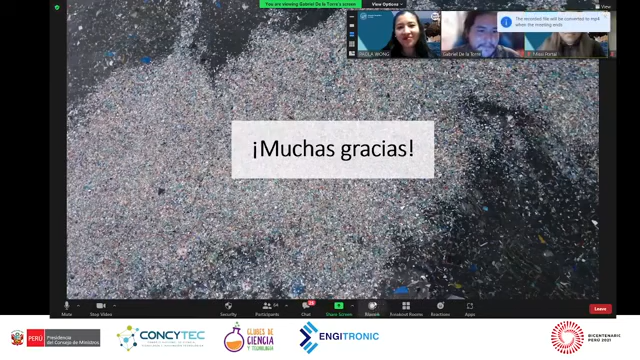 You are viewing Gabriel De la Torre's screen
View Options
View
The recorded file will be converted to mp4
when the meeting ends
PAULA WONG
Gabriel De la Torre
¡Muchas gracias!
Mute
Stop Video
Security
Participants
Chat
Share Screen
Breakout Rooms
Reactions
Apps
Leave
PERÚ
Presidencia
del Consejo de Ministros
CONCYTEC
CLUBES DE
CIENCIA
Y TECNOLOGÍA
ENGITRONIC
BICENTENARIO
PERÚ 2021